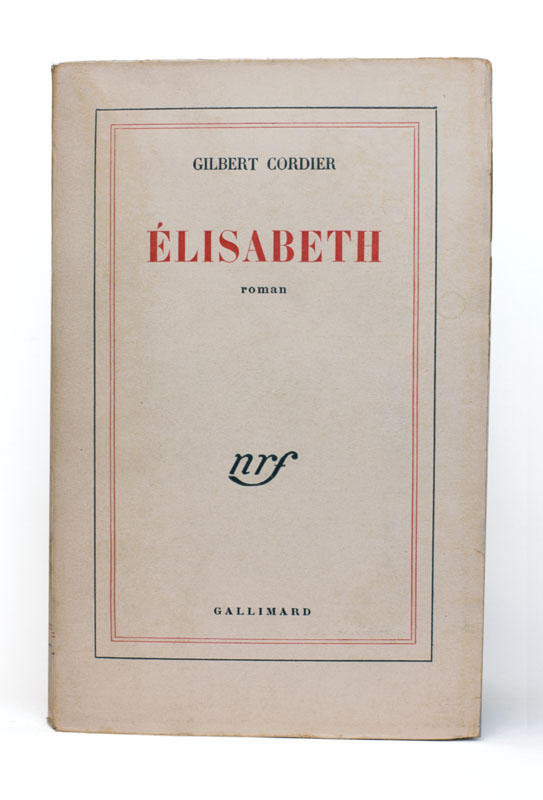 GILBERT CORDIER
ÉLISABETH
roman
nrf
GALLIMARD